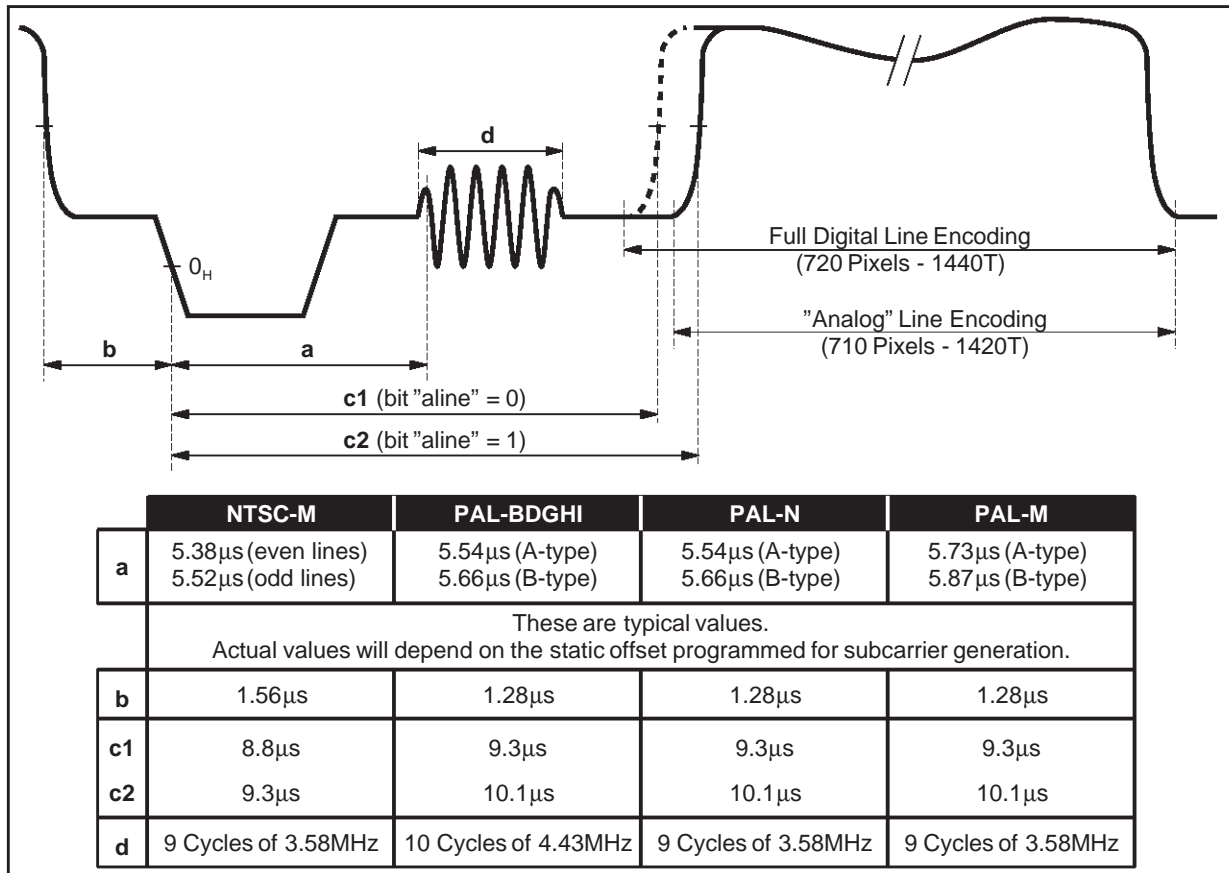 d
Full Digital Line Encoding
(720 Pixels - 1440T)
0H
"Analog" Line Encoding
(710 Pixels - 1420T)
b
a
c1 (bit "aline" = 0)
c2 (bit "aline" = 1)
NTSC-M PAL-BDGHI PAL-N PAL-M
a
5.38μs (even lines) 5.54μs (A-type) 5.54μs (A-type) 5.73μs (A-type)
5.52μs (odd lines) 5.66μs (B-type) 5.66μs (B-type) 5.87μs (B-type)
These are typical values.
Actual values will depend on the static offset programmed for subcarrier generation.
b 1.56μs 1.28μs 1.28μs 1.28μs
c1 8.8μs 9.3μs 9.3μs 9.3μs
c2 9.3μs 10.1μs 10.1μs 10.1μs
d 9 Cycles of 3.58MHz 10 Cycles of 4.43MHz 9 Cycles of 3.58MHz 9 Cycles of 3.58MHz